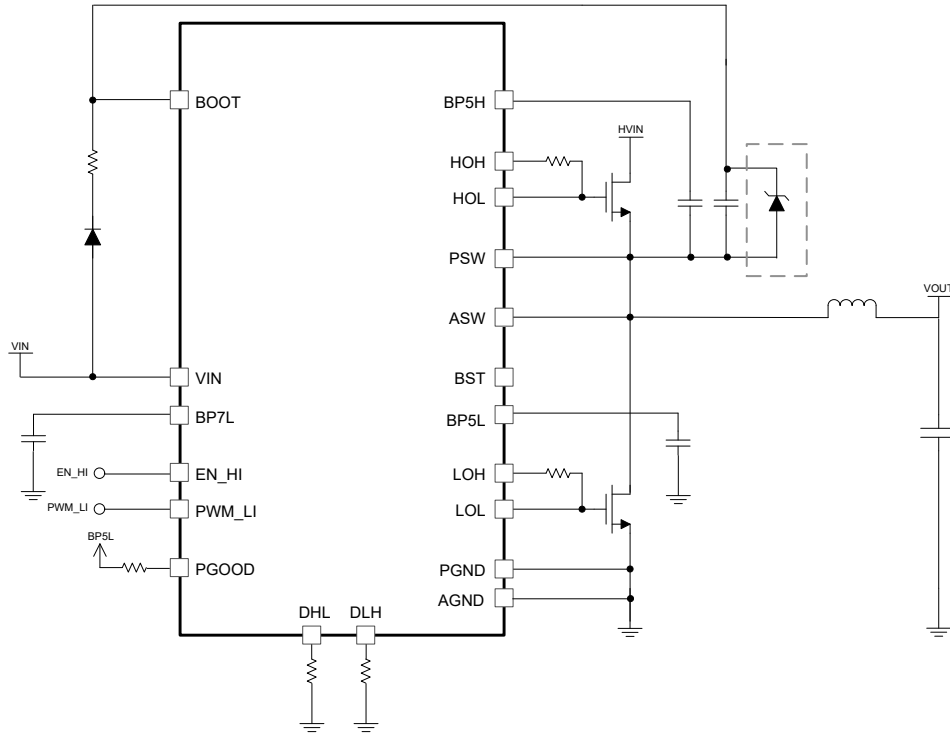 BOOT
BP5H
HVIN
HOH
HOL
PSW
VOUT
ASW
VIN
VIN
BST
BP7L
BP5L
EN_HI
EN_HI
LOH
PWM_LI
PWM_LI
LOL
BP5L
PGOOD
PGND
AGND
DHL
DLH